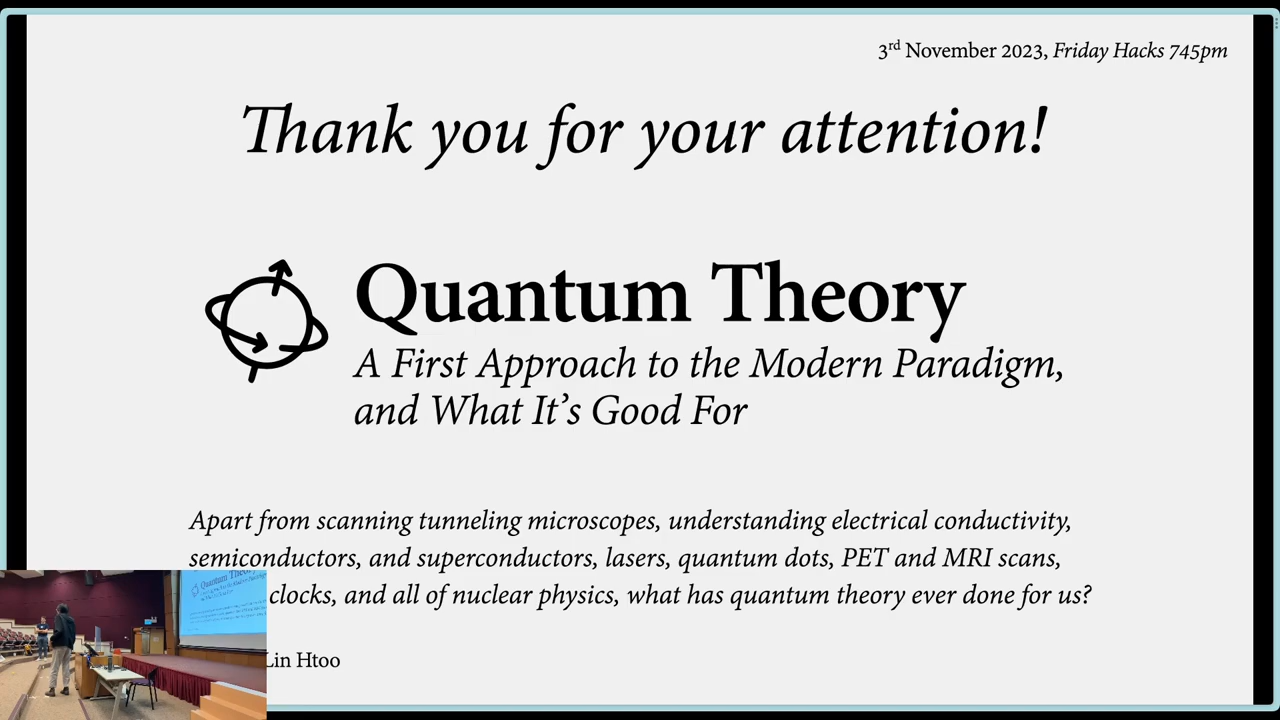 3rd November 2023, Friday Hacks 745pm
Thank you for your attention!
Quantum Theory
A First Approach to the Modern Paradigm,
and What It’s Good For
Apart from scanning tunneling microscopes, understanding electrical conductivity,
semiconductors, and superconductors, lasers, quantum dots, PET and MRI scans,
clocks, and all of nuclear physics, what has quantum theory ever done for us?
Lin Htoo
Quantum Theory